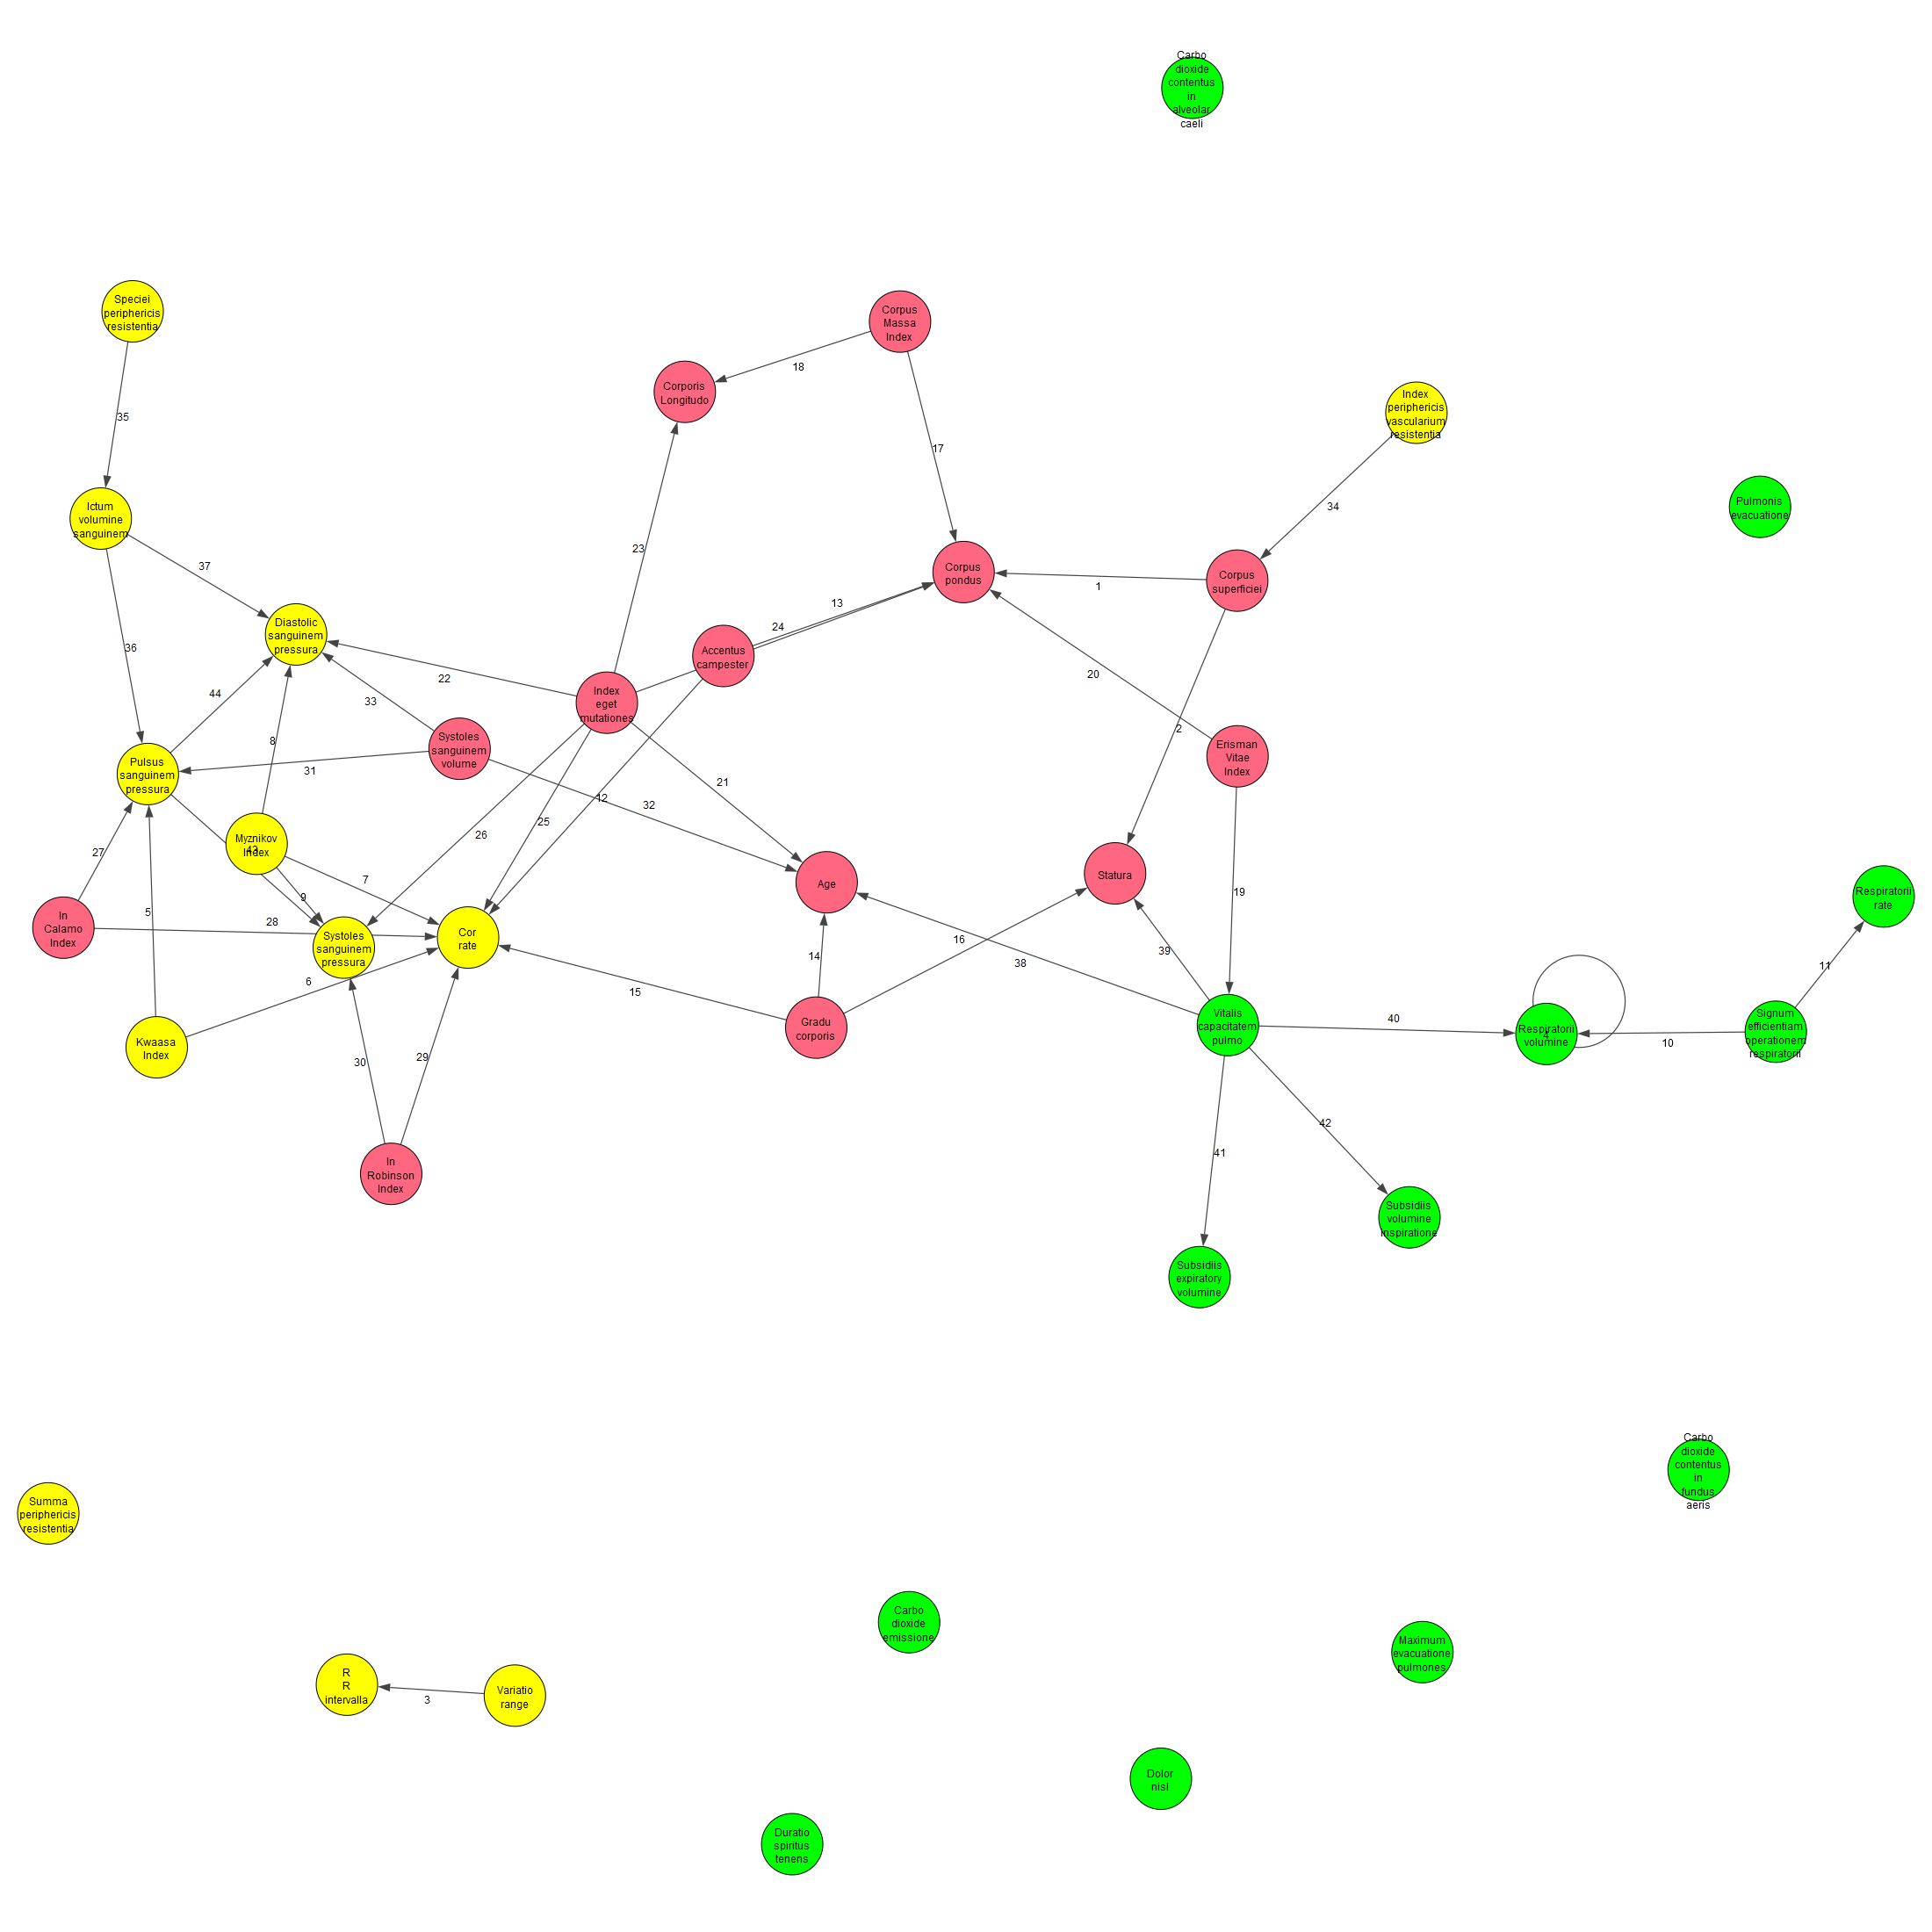 Carbo
dioxide
contentus
in
alveolar
caeli
Speciei
periphericis
resistentia
Corpus
Massa
Index
18
Corporis
Longitudo
Index
periphericis
vascularium
resistentia
35
17
34
Ictum
volumine
sanguinem
Pulmonis
evacuatione
37
23
Corpus
pondus
1
Corpus
superficiei
Diastolic
sanguinem
pressura
13
24
36
Accentus
campester
20
22
44
33
Index
eget
mutationes
2
8
Systoles
sanguinem
volume
Erisman
Vitae
Index
Pulsus
sanguinem
pressura
31
21
12
32
25
26
Myznikov
Index
43
27
7
9
Age
Statura
19
Respiratorii
rate
5
In
Calamo
Index
28
Systoles
sanguinem
pressura
Cor
rate
16
14
38
39
11
6
15
Gradu
corporis
Vitalis
capacitatem
pulmo
40
Respiratorii
volumine
4
10
Signum
efficientiam
operationem
respiratorii
Kwaasa
Index
30
29
42
41
In
Robinson
Index
Subsidiis
volumine
inspiratione
Subsidiis
expiratory
volumine
Carbo
dioxide
contentus
in
fundus
aeris
Summa
periphericis
resistentia
Carbo
dioxide
emissione
Maximum
evacuatione
pulmones
R
R
intervalla
3
Variatio
range
Dolor
nisl
Duratio
spiritus
tenens